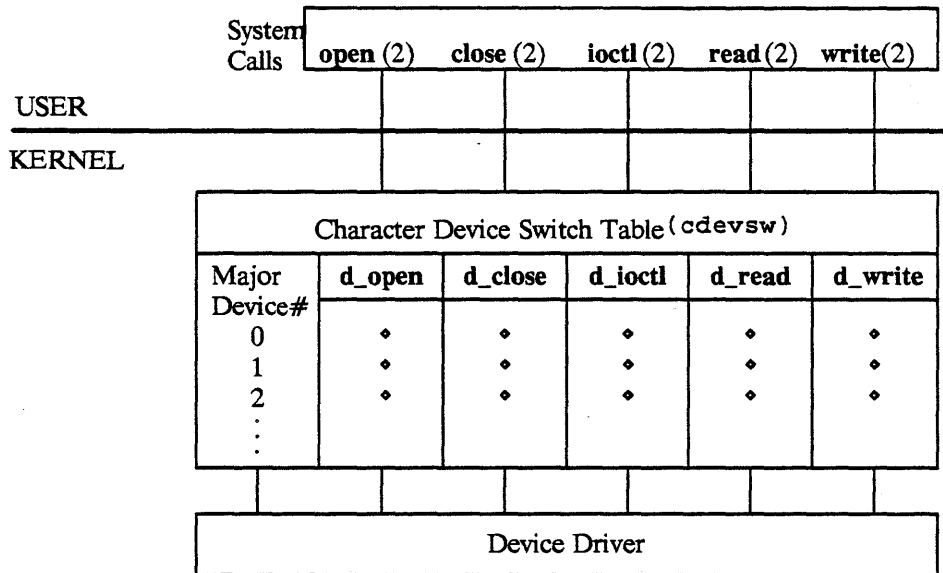 System
Calls open (2) close (2) ioctl (2) read (2) write(2)
USER
KERNEL
Character Device Switch Table (cdevsw)
Major
Device# d_open d_close d_ioctl d_read d_write
0
1
2
Device Driver